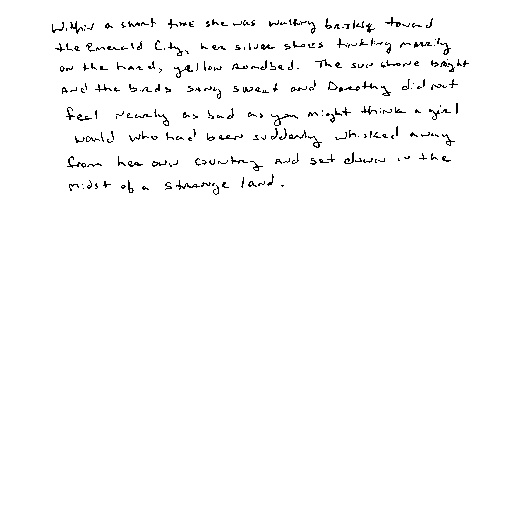 Within a short time she was walking briskly toward
the Emerald City, her silver shoes tinkling merrily
on the hard, yellow roadbed. The sun shone bright
and the birds sang sweet and Dorothy did not
feel nearly as bad as you might think a girl
would who had been suddenly whisked away
from her own country and set down in the
midst of a strange land.